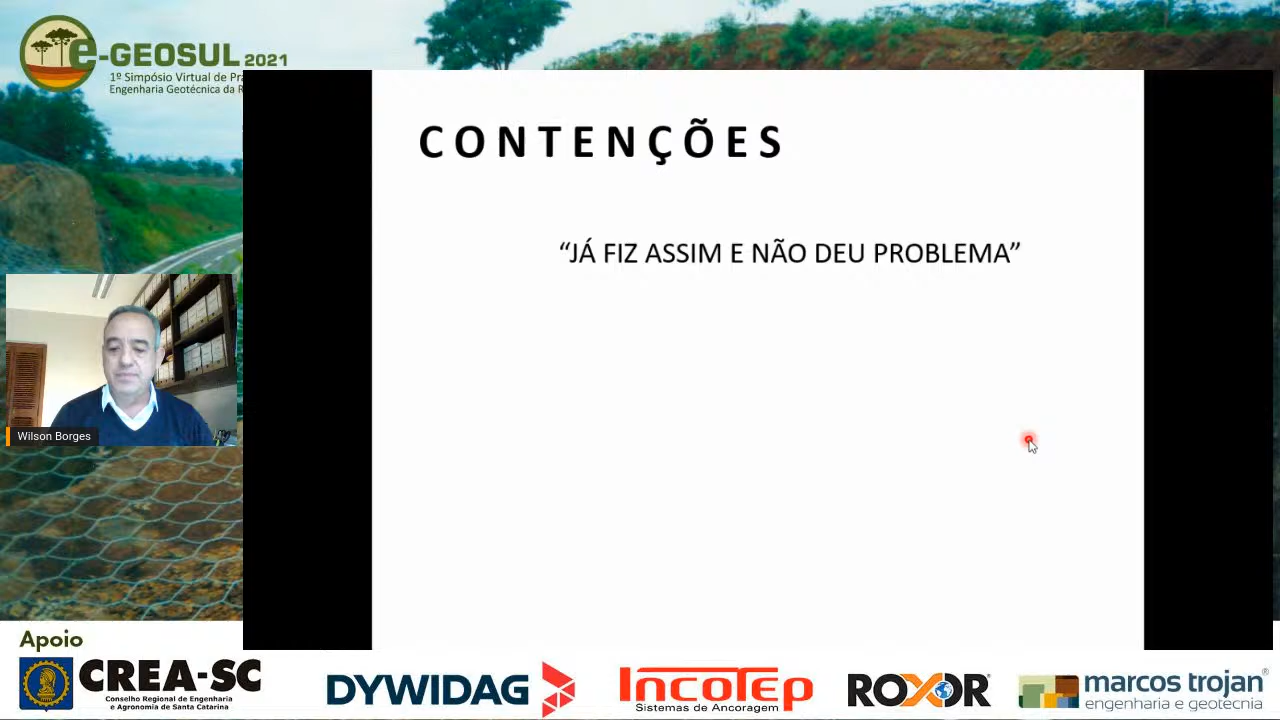 e-GEOSUL 2021
1º Simpósio Virtual de
Engenharia Geotécnica da
CONTENÇÕES
“JÁ FIZ ASSIM E NÃO DEU PROBLEMA”
Wilson Borges
Apoio
CREA-SC
Conselho Regional de Engenharia
e Agronomia de Santa Catarina
DYWIDAG
INCOTEP
Sistemas de Ancoragem
ROXOR
marcos trojan®
engenharia e geotecnia